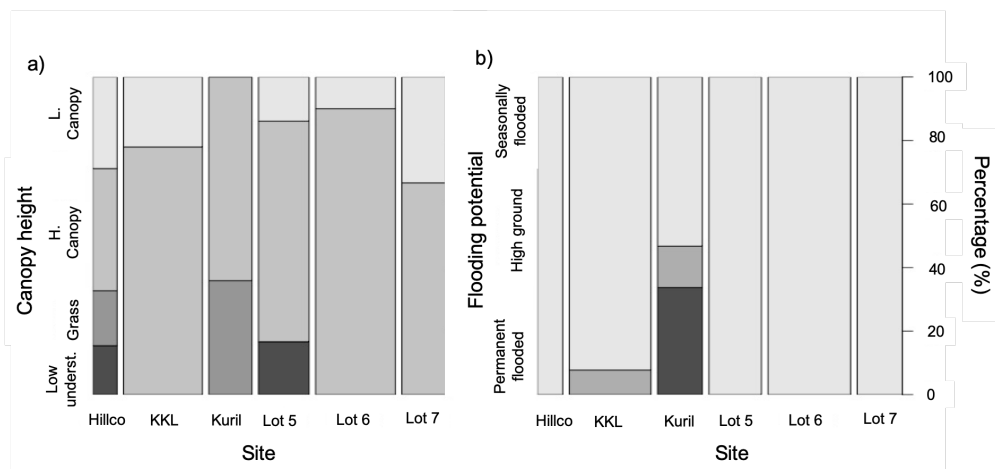 a)
Canopy height
L.
Canopy
H.
Canopy
Grass
Low
underst.
Hillco KKL Kuril Lot 5 Lot 6 Lot 7
Site
b)
Flooding potential
Seasonally
flooded
High ground
Permanent
flooded
Hillco KKL Kuril Lot 5 Lot 6 Lot 7
Site
100
80
60
40
20
0
Percentage (%)